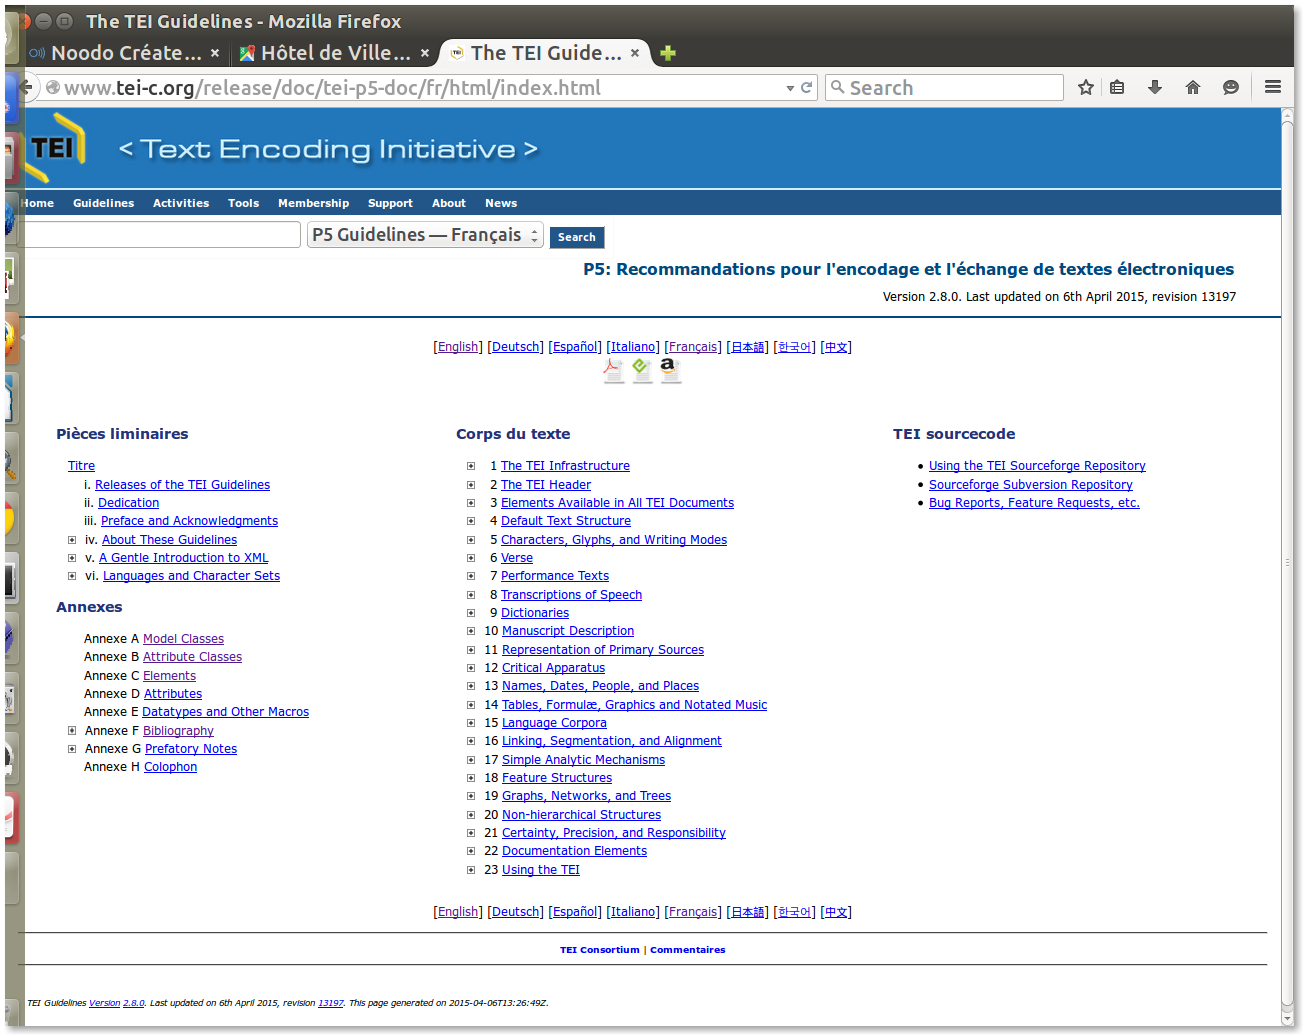 The TEI Guidelines - Mozilla Firefox
Noodo Créate... × Hôtel de Ville... × The TEI Guide... ×
www.tei-c.org/release/doc/tei-p5-doc/fr/html/index.html Search
TEI < Text Encoding Initiative >
Home Guidelines Activities Tools Membership Support About News
P5 Guidelines — Français Search
P5: Recommandations pour l'encodage et l'échange de textes électroniques
Version 2.8.0. Last updated on 6th April 2015, revision 13197
[English] [Deutsch] [Español] [Italiano] [Français] [日本語] [한국어] [中文]
Pièces liminaires
Titre
i. Releases of the TEI Guidelines
ii. Dedication
iii. Preface and Acknowledgments
iv. About These Guidelines
v. A Gentle Introduction to XML
vi. Languages and Character Sets
Annexes
Annexe A Model Classes
Annexe B Attribute Classes
Annexe C Elements
Annexe D Attributes
Annexe E Datatypes and Other Macros
Annexe F Bibliography
Annexe G Prefatory Notes
Annexe H Colophon
Corps du texte
1 The TEI Infrastructure
2 The TEI Header
3 Elements Available in All TEI Documents
4 Default Text Structure
5 Characters, Glyphs, and Writing Modes
6 Verse
7 Performance Texts
8 Transcriptions of Speech
9 Dictionaries
10 Manuscript Description
11 Representation of Primary Sources
12 Critical Apparatus
13 Names, Dates, People, and Places
14 Tables, Formulæ, Graphics and Notated Music
15 Language Corpora
16 Linking, Segmentation, and Alignment
17 Simple Analytic Mechanisms
18 Feature Structures
19 Graphs, Networks, and Trees
20 Non-hierarchical Structures
21 Certainty, Precision, and Responsibility
22 Documentation Elements
23 Using the TEI
TEI sourcecode
Using the TEI Sourceforge Repository
Sourceforge Subversion Repository
Bug Reports, Feature Requests, etc.
[English] [Deutsch] [Español] [Italiano] [Français] [日本語] [한국어] [中文]
TEI Consortium | Commentaires
TEI Guidelines Version 2.8.0. Last updated on 6th April 2015, revision 13197. This page generated on 2015-04-06T13:26:49Z.